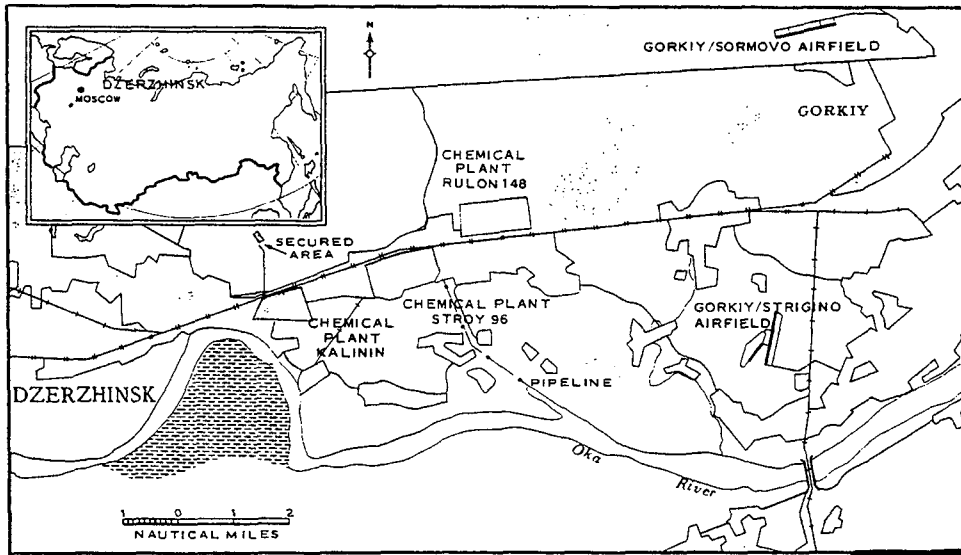 DZERZHINSK
MOSCOW
N
GORKIY/SORMOVO AIRFIELD
GORKIY
CHEMICAL
PLANT
RULON 148
SECURED
AREA
CHEMICAL
PLANT
KALININ
CHEMICAL PLANT
STROY 96
GORKIY/STRIGINO
AIRFIELD
PIPELINE
DZERZHINSK
Oka
River
1 0 1 2
NAUTICAL MILES